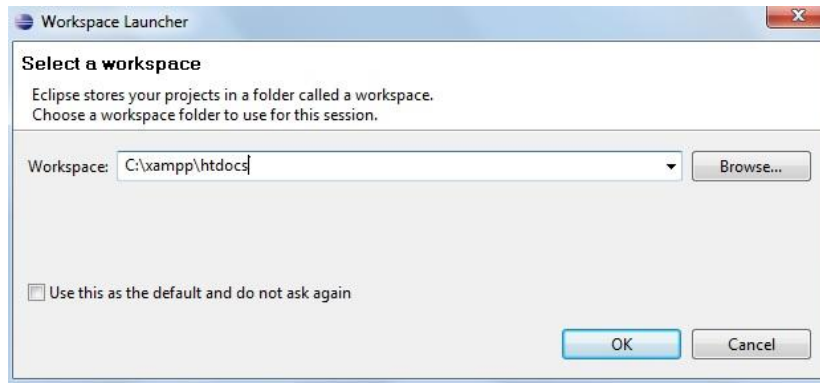 Workspace Launcher
x
Select a workspace
Eclipse stores your projects in a folder called a workspace.
Choose a workspace folder to use for this session.
Workspace: C:\xampp\htdocs Browse...
Use this as the default and do not ask again
OK Cancel